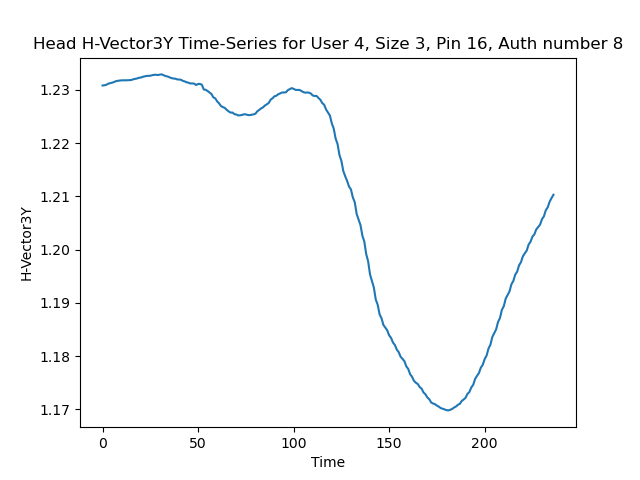 Head H-Vector3Y Time-Series for User 4, Size 3, Pin 16, Auth number 8
1.23
1.22
1.21
1.20
1.19
1.18
1.17
H-Vector3Y
0 50 100 150 200
Time